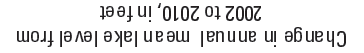 Change in annual mean lake level from
2002 to 2010, in feet